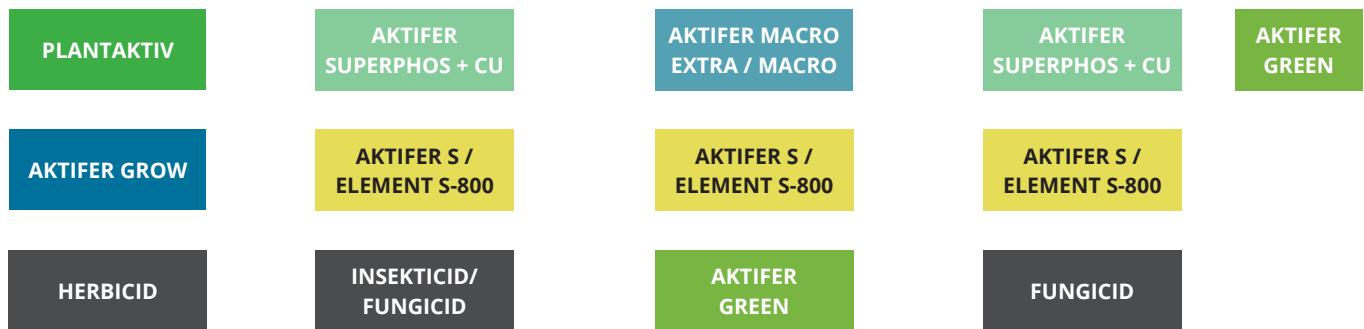 PLANTAKTIV
AKTIFER
SUPERPHOS + CU
AKTIFER MACRO
EXTRA / MACRO
AKTIFER
SUPERPHOS + CU
AKTIFER
GREEN
AKTIFER GROW
AKTIFER S /
ELEMENT S-800
AKTIFER S /
ELEMENT S-800
AKTIFER S /
ELEMENT S-800
HERBICID
INSEKTICID/
FUNGICID
AKTIFER
GREEN
FUNGICID